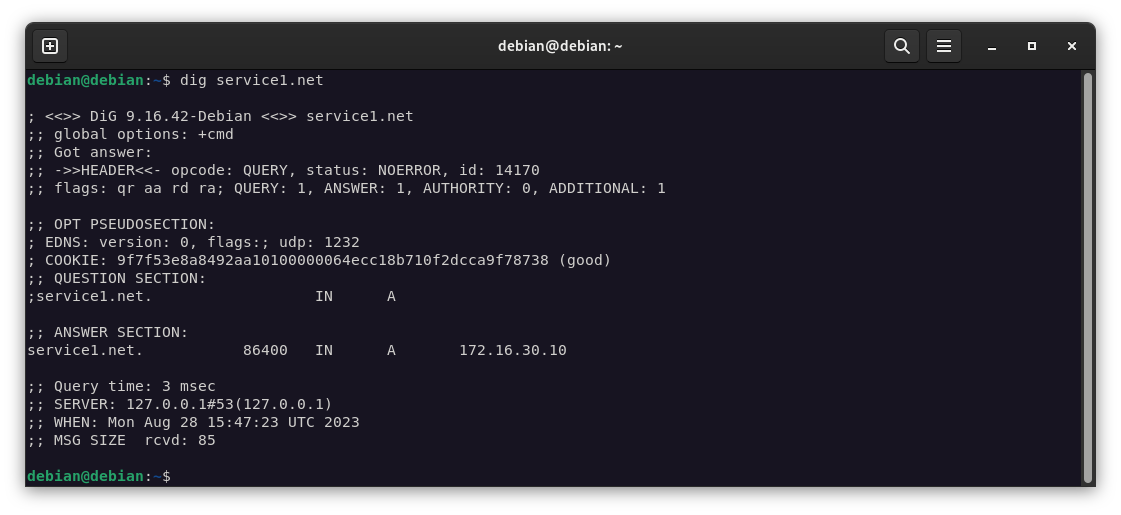 debian@debian: ~
debian@debian:~$ dig service1.net
; <<>> DiG 9.16.42-Debian <<>> service1.net
;; global options: +cmd
;; Got answer:
;; ->>HEADER<<- opcode: QUERY, status: NOERROR, id: 14170
;; flags: qr aa rd ra; QUERY: 1, ANSWER: 1, AUTHORITY: 0, ADDITIONAL: 1
;; OPT PSEUDOSECTION:
; EDNS: version: 0, flags:; udp: 1232
; COOKIE: 9f7f53e8a8492aa10100000064ecc18b710f2dcca9f78738 (good)
;; QUESTION SECTION:
;service1.net.                  IN      A
;; ANSWER SECTION:
service1.net.           86400   IN      A       172.16.30.10
;; Query time: 3 msec
;; SERVER: 127.0.0.1#53(127.0.0.1)
;; WHEN: Mon Aug 28 15:47:23 UTC 2023
;; MSG SIZE  rcvd: 85
debian@debian:~$